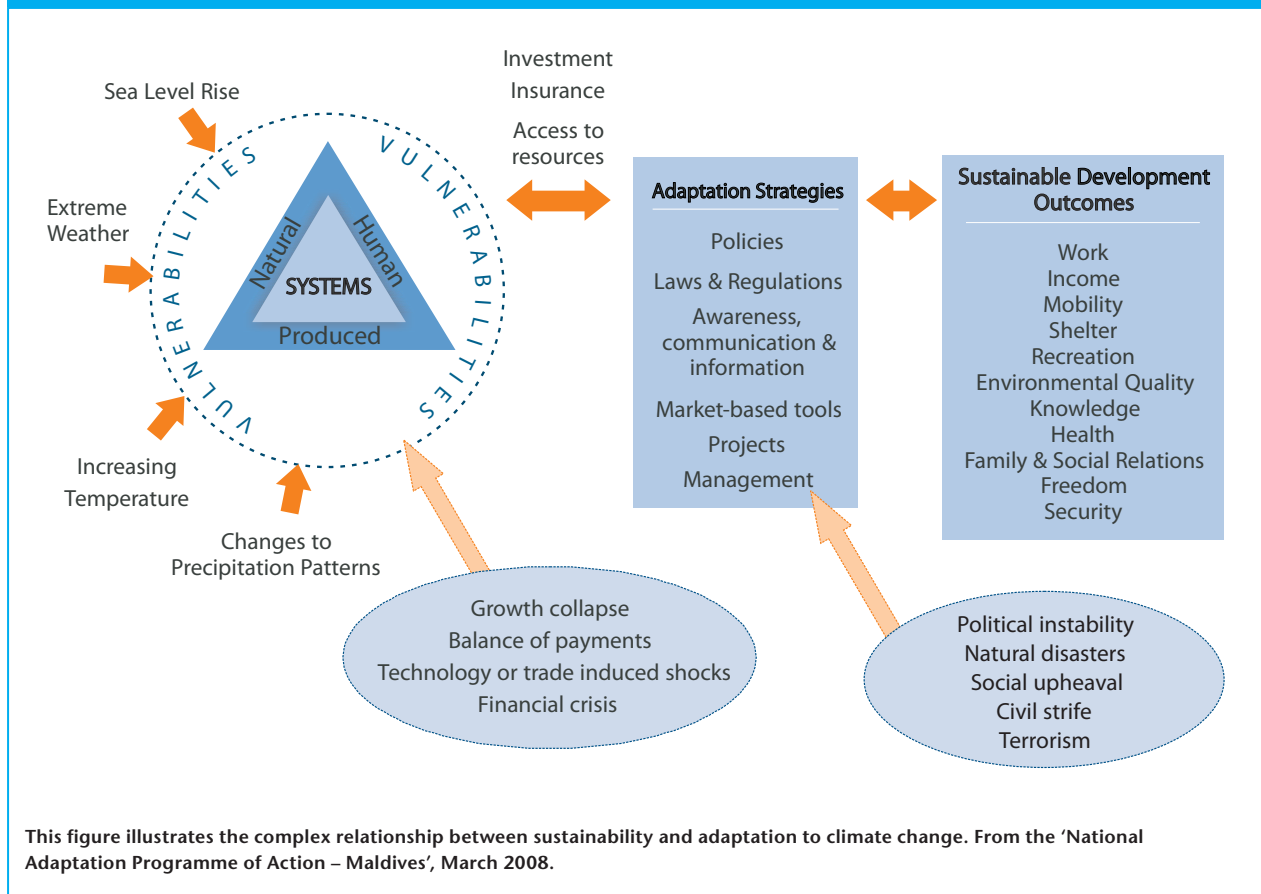 Sea Level Rise
Extreme
Weather
Increasing
Temperature
Changes to
Precipitation Patterns
VULNERABILITIES
VULNERABILITIES
Natural
Human
SYSTEMS
Produced
Investment
Insurance
Access to
resources
Adaptation Strategies
Policies
Laws & Regulations
Awareness,
communication &
information
Market-based tools
Projects
Management
Sustainable Development
Outcomes
Work
Income
Mobility
Shelter
Recreation
Environmental Quality
Knowledge
Health
Family & Social Relations
Freedom
Security
Growth collapse
Balance of payments
Technology or trade induced shocks
Financial crisis
Political instability
Natural disasters
Social upheaval
Civil strife
Terrorism
This figure illustrates the complex relationship between sustainability and adaptation to climate change. From the ‘National
Adaptation Programme of Action – Maldives’, March 2008.